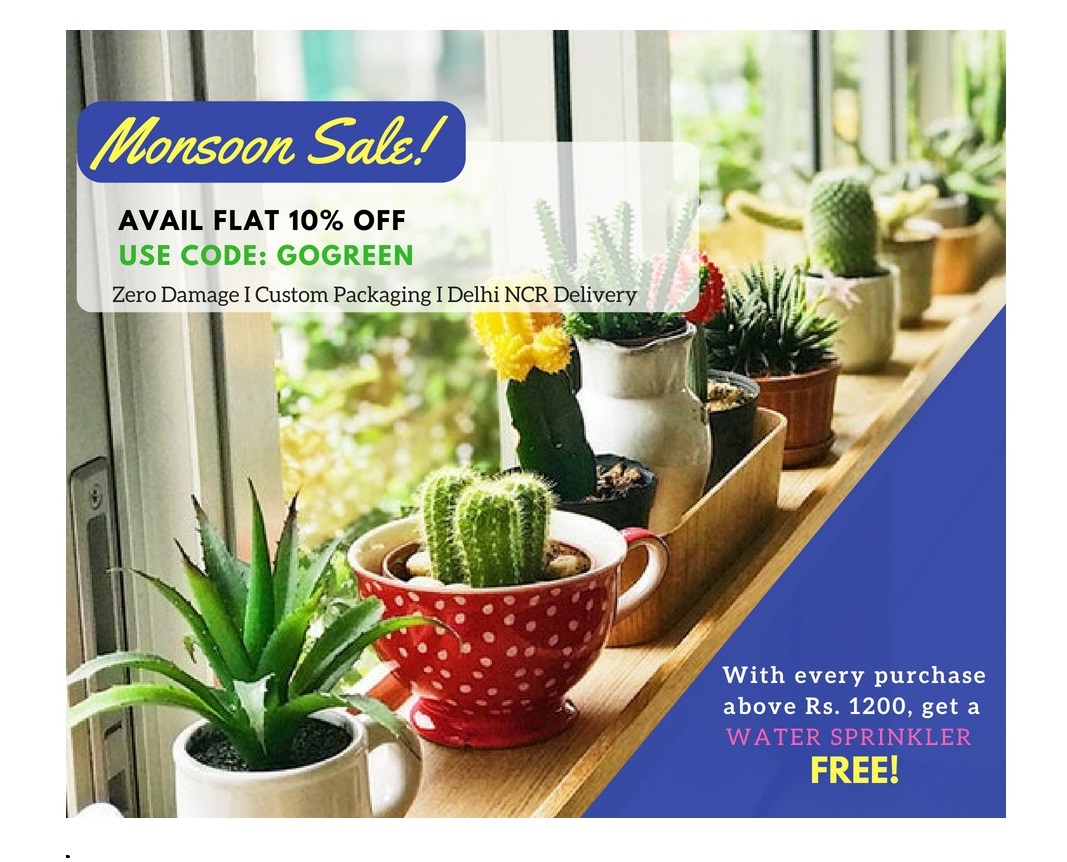 Monsoon Sale!
AVAIL FLAT 10% OFF
USE CODE: GOGREEN
Zero Damage I Custom Packaging I Delhi NCR Delivery
With every purchase
above Rs. 1200, get a
WATER SPRINKLER
FREE!